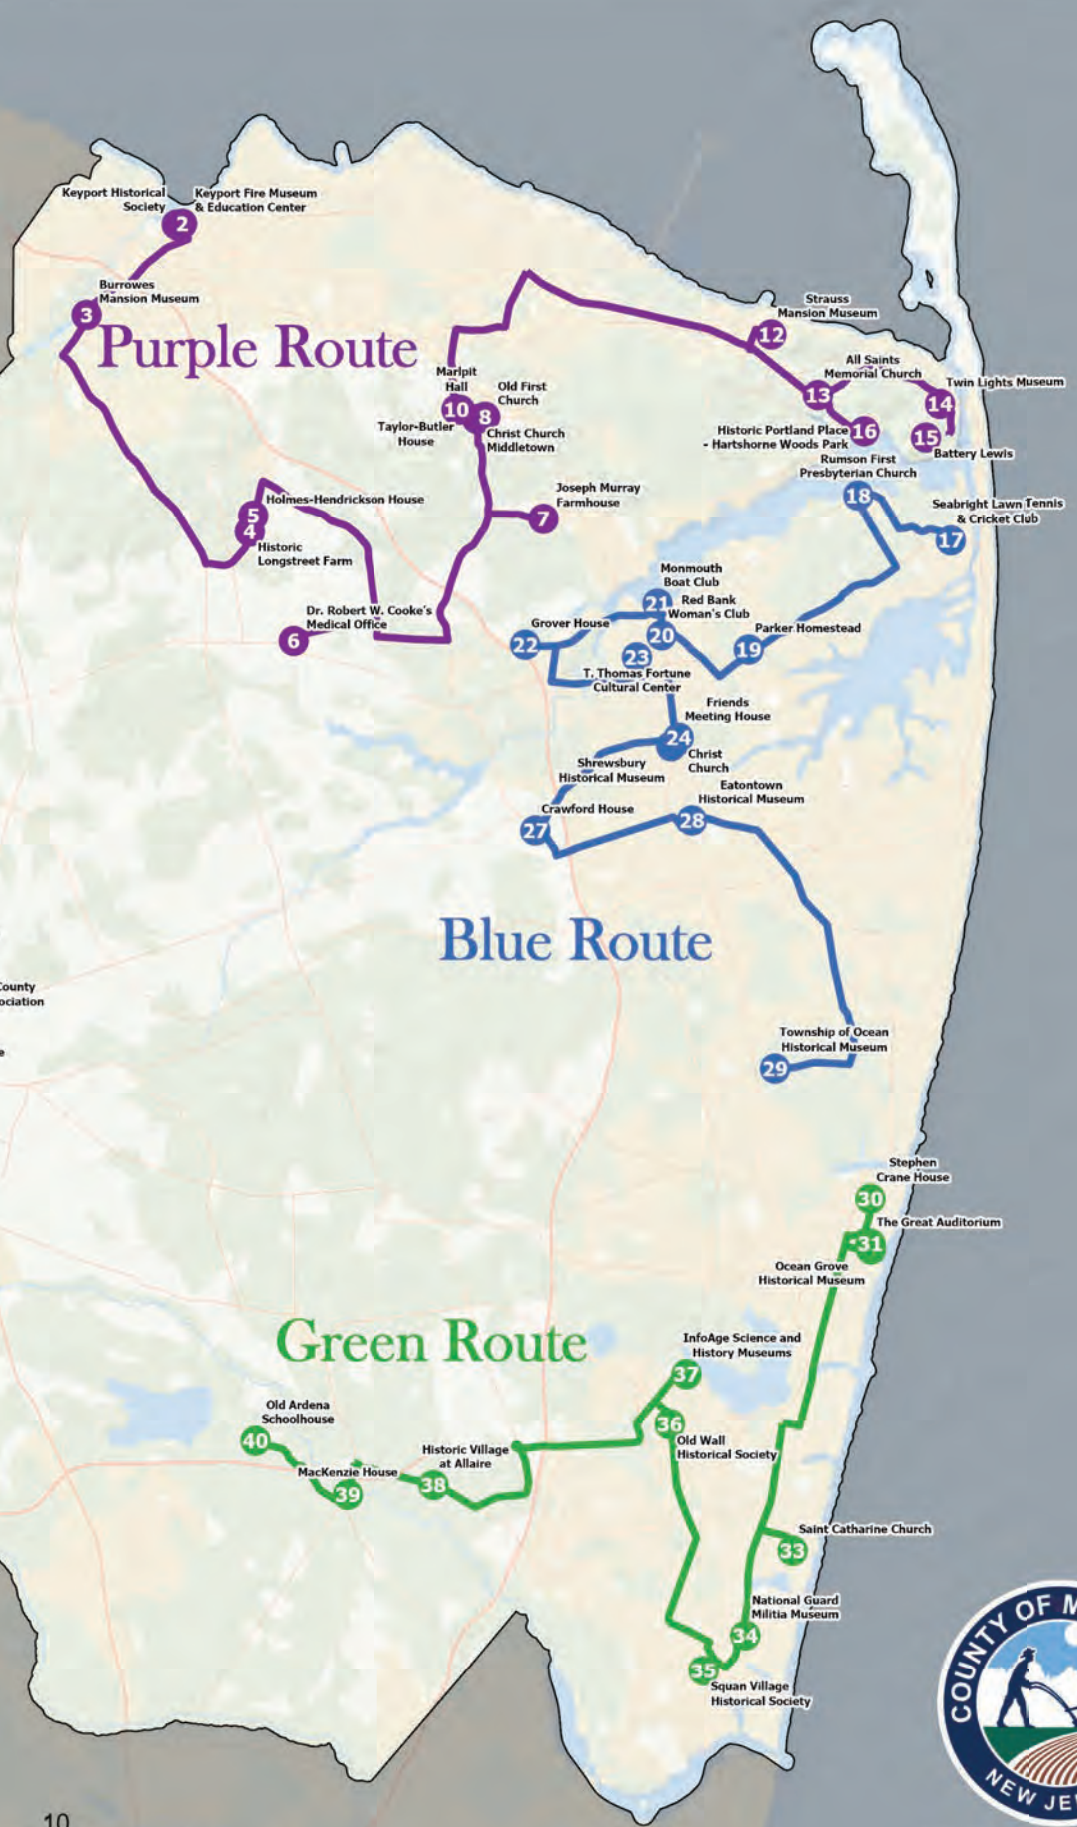 Keyport Historical
Society
Keyport Fire Museum
& Education Center
2
Burrowes
Mansion Museum
3
Purple Route
Strauss
Mansion Museum
12
All Saints
Memorial Church
13
Twin Lights Museum
14
Marlpit
Hall
Old First
Church
10
8
Taylor-Butler
House
Christ Church
Middletown
Historic Portland Place
- Hartshorne Woods Park
16
15
Battery Lewis
Rumson First
Presbyterian Church
18
Joseph Murray
Farmhouse
7
Holmes-Hendrickson House
5
4
Historic
Longstreet Farm
Seabright Lawn Tennis
& Cricket Club
17
Monmouth
Boat Club
21
Red Bank
Woman's Club
20
Dr. Robert W. Cooke's
Medical Office
6
Grover House
22
Parker Homestead
19
23
T. Thomas Fortune
Cultural Center
Friends
Meeting House
24
Christ
Church
Shrewsbury
Historical Museum
Eatontown
Historical Museum
28
Crawford House
27
Blue Route
County
ociation
e
Township of Ocean
Historical Museum
29
Stephen
Crane House
30
The Great Auditorium
31
Ocean Grove
Historical Museum
Green Route
InfoAge Science and
History Museums
37
36
Old Wall
Historical Society
Old Ardena
Schoolhouse
40
Historic Village
at Allaire
38
MacKenzie House
39
Saint Catharine Church
33
National Guard
Militia Museum
34
35
Squan Village
Historical Society
COUNTY OF M
NEW JE
10